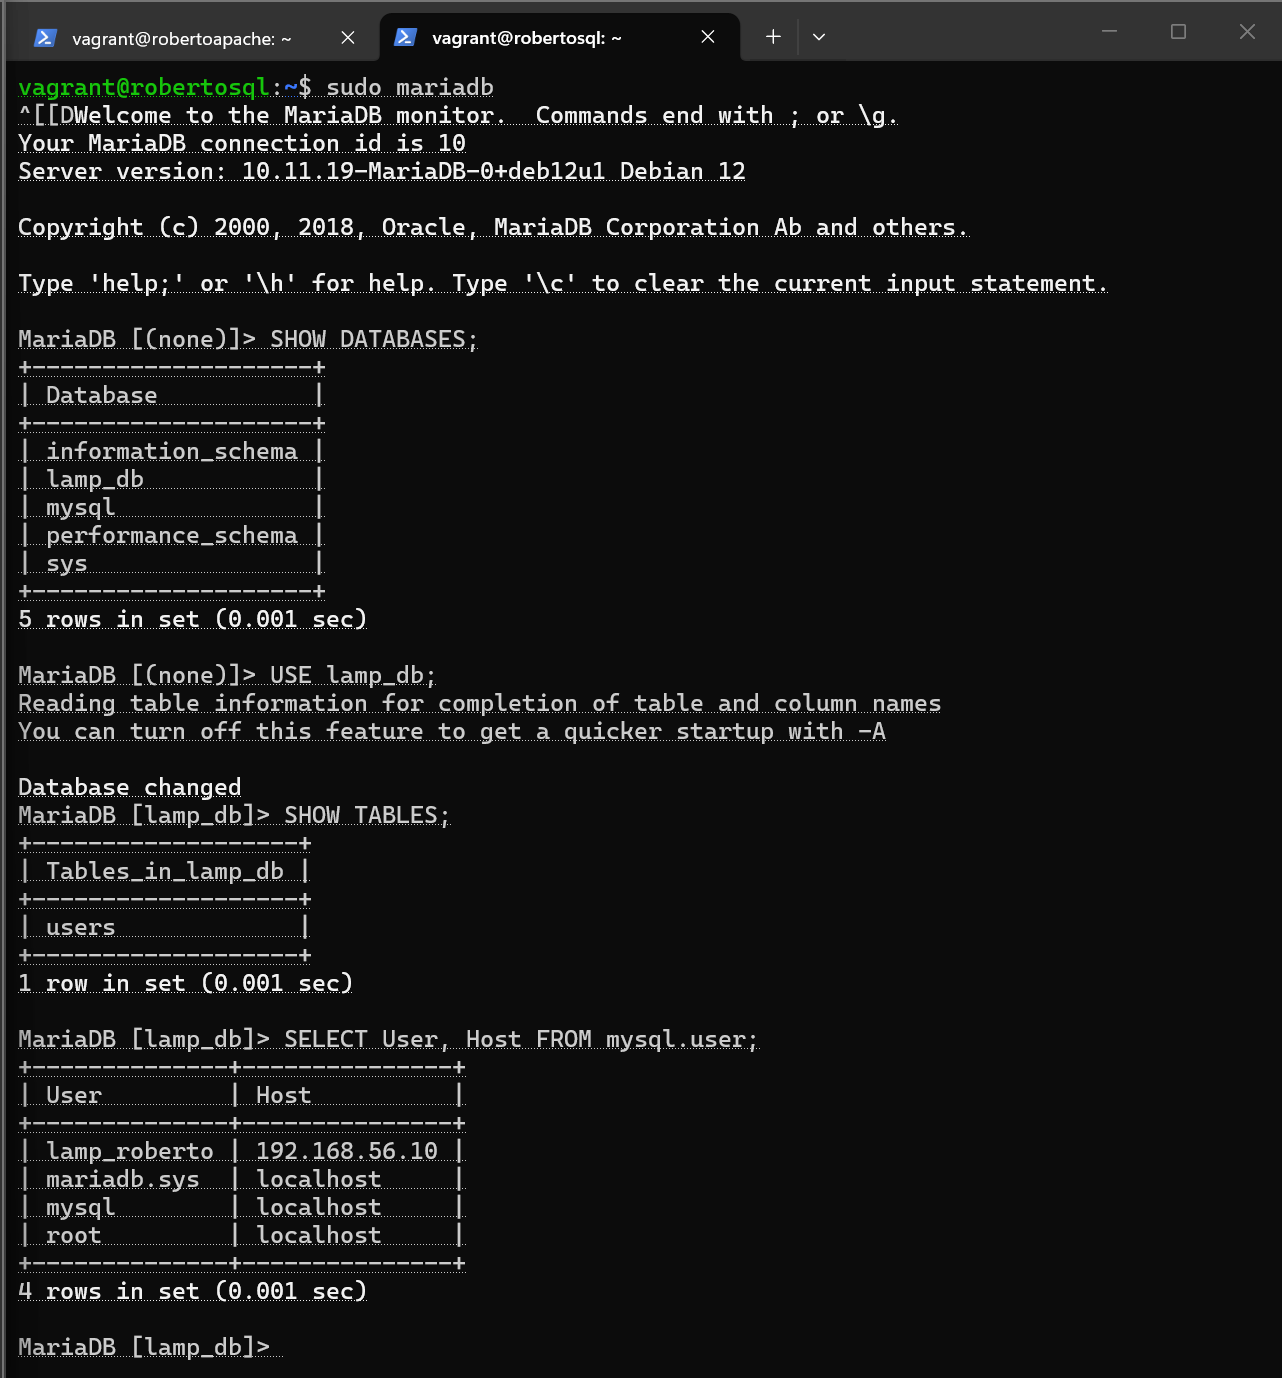 vagrant@robertoapache: ~
vagrant@robertosql: ~
vagrant@robertosql:~$ sudo mariadb
^[[DWelcome to the MariaDB monitor.  Commands end with ; or \g.
Your MariaDB connection id is 10
Server version: 10.11.19-MariaDB-0+deb12u1 Debian 12
Copyright (c) 2000, 2018, Oracle, MariaDB Corporation Ab and others.
Type 'help;' or '\h' for help. Type '\c' to clear the current input statement.
MariaDB [(none)]> SHOW DATABASES;
+--------------------+
| Database           |
+--------------------+
| information_schema |
| lamp_db            |
| mysql              |
| performance_schema |
| sys                |
+--------------------+
5 rows in set (0.001 sec)
MariaDB [(none)]> USE lamp_db;
Reading table information for completion of table and column names
You can turn off this feature to get a quicker startup with -A
Database changed
MariaDB [lamp_db]> SHOW TABLES;
+-------------------+
| Tables_in_lamp_db |
+-------------------+
| users             |
+-------------------+
1 row in set (0.001 sec)
MariaDB [lamp_db]> SELECT User, Host FROM mysql.user;
+--------------+---------------+
| User         | Host          |
+--------------+---------------+
| lamp_roberto | 192.168.56.10 |
| mariadb.sys  | localhost     |
| mysql        | localhost     |
| root         | localhost     |
+--------------+---------------+
4 rows in set (0.001 sec)
MariaDB [lamp_db]>